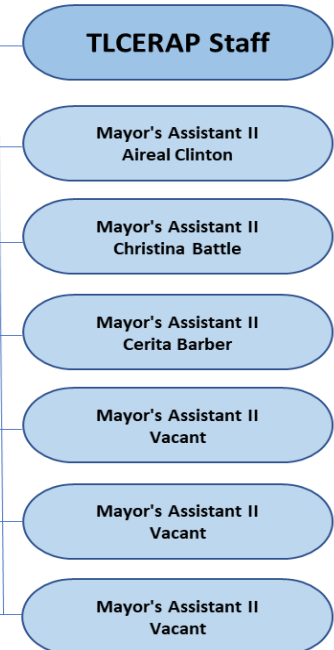 TLCERAP Staff
Mayor's Assistant II
Aireal Clinton
Mayor's Assistant II
Christina Battle
Mayor's Assistant II
Cerita Barber
Mayor's Assistant II
Vacant
Mayor's Assistant II
Vacant
Mayor's Assistant II
Vacant